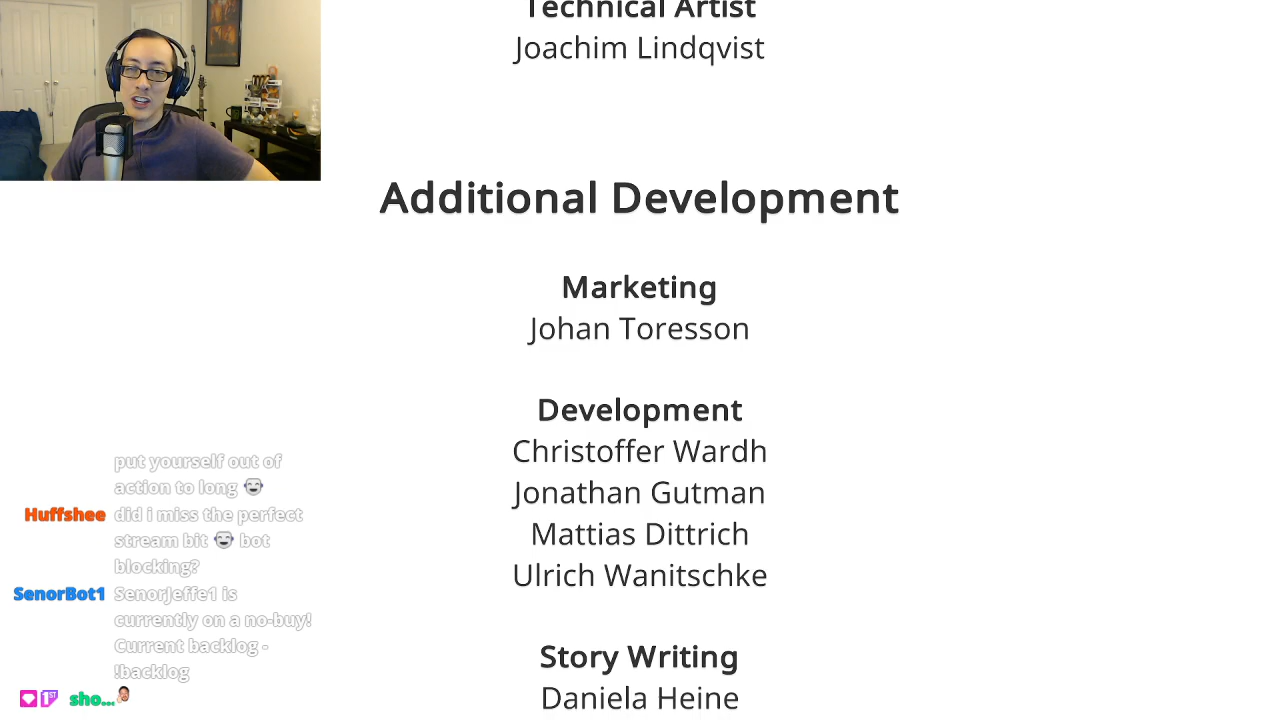 Technical Artist
Joachim Lindqvist
Additional Development
Marketing
Johan Toresson
Development
Christoffer Wardh
Jonathan Gutman
Mattias Dittrich
Ulrich Wanitschke
Story Writing
Daniela Heine
put yourself out of
action to long
Huffshee did i miss the perfect
stream bit bot
blocking?
SenorBot1 SenorJeffe1 is
currently on a no-buy!
Current backlog -
!backlog
sho...